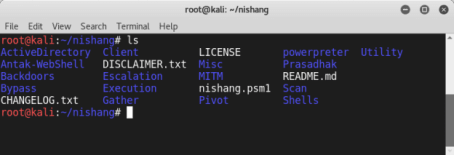 root@kali: ~/nishang
File Edit View Search Terminal Help
root@kali:~/nishang# ls
ActiveDirectory Client LICENSE powerpreter Utility
Antak-WebShell DISCLAIMER.txt Misc Prasadhak
Backdoors Escalation MITM README.md
Bypass Execution nishang.psm1 Scan
CHANGELOG.txt Gather Pivot Shells
root@kali:~/nishang#